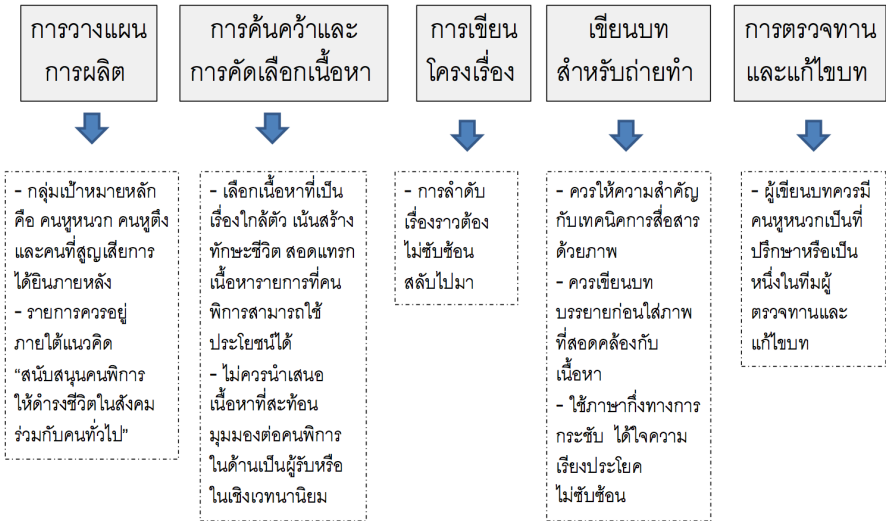 การวางแผน
การผลิต
การค้นคว้าและ
การคัดเลือกเนื้อหา
การเขียน
โครงเรื่อง
เขียนบท
สำหรับถ่ายทำ
การตรวจทาน
และแก้ไขบท
- กลุ่มเป้าหมายหลัก
คือ คนหูหนวก คนหูตึง
และคนที่สูญเสียการ
ได้ยินภายหลัง
- รายการควรอยู่
ภายใต้แนวคิด
“สนับสนุนคนพิการ
ให้ดำรงชีวิตในสังคม
ร่วมกับคนทั่วไป”
- เลือกเนื้อหาที่เป็น
เรื่องใกล้ตัว เน้นสร้าง
ทักษะชีวิต สอดแทรก
เนื้อหารายการที่คน
พิการสามารถใช้
ประโยชน์ได้
- ไม่ควรนำเสนอ
เนื้อหาที่สะท้อน
มุมมองต่อคนพิการ
ในด้านเป็นผู้รับหรือ
ในเชิงเวทนานิยม
- การลำดับ
เรื่องราวต้อง
ไม่ซับซ้อน
สลับไปมา
- ควรให้ความสำคัญ
กับเทคนิคการสื่อสาร
ด้วยภาพ
- ควรเขียนบท
บรรยายก่อนใส่ภาพ
ที่สอดคล้องกับ
เนื้อหา
- ใช้ภาษากึ่งทางการ
กระชับ ได้ใจความ
เรียงประโยค
ไม่ซับซ้อน
- ผู้เขียนบทควรมี
คนหูหนวกเป็นที่
ปรึกษาหรือเป็น
หนึ่งในทีมผู้
ตรวจทานและ
แก้ไขบท